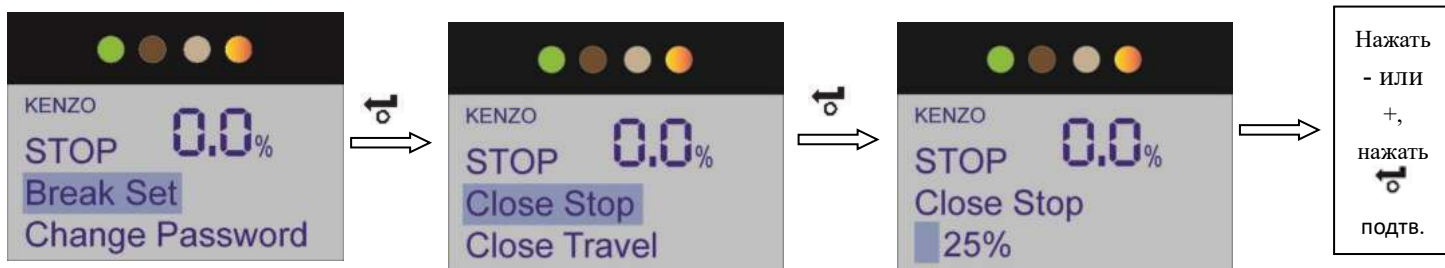 KENZO
STOP 0.0%
Break Set
Change Password
KENZO
STOP 0.0%
Close Stop
Close Travel
KENZO
STOP 0.0%
Close Stop
25%
Нажать
- или
+,
нажать
подтв.